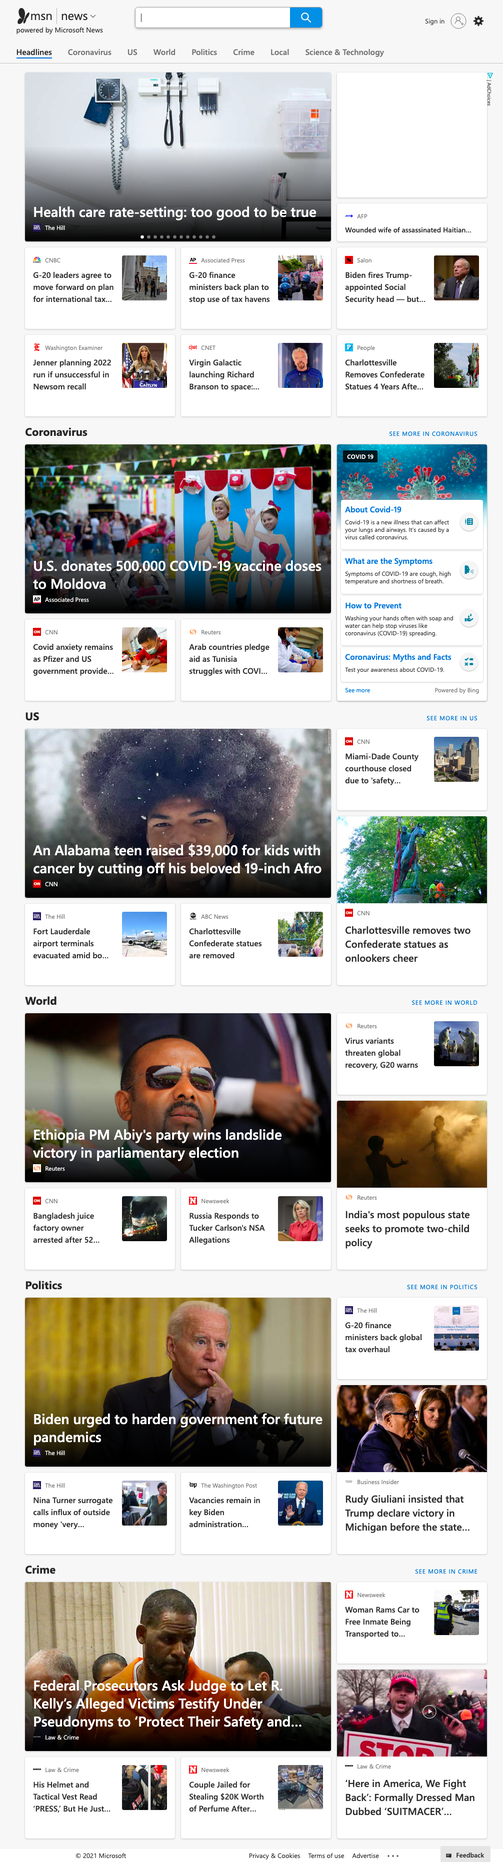 msn | news
powered by Microsoft News
Sign in
Headlines Coronavirus US World Politics Crime Local Science & Technology
Health care rate-setting: too good to be true
The Hill
AdChoices
AFP
Wounded wife of assassinated Haitian...
CNBC
G-20 leaders agree to
move forward on plan
for international tax...
Associated Press
G-20 finance
ministers back plan to
stop use of tax havens
Salon
Biden fires Trump-
appointed Social
Security head — but...
Washington Examiner
Jenner planning 2022
run if unsuccessful in
Newsom recall
CAITLYN
CNET
Virgin Galactic
launching Richard
Branson to space:...
People
Charlottesville
Removes Confederate
Statues 4 Years Afte...
Coronavirus
SEE MORE IN CORONAVIRUS
U.S. donates 500,000 COVID-19 vaccine doses
to Moldova
Associated Press
COVID 19
About Covid-19
Covid-19 is a new illness that can affect
your lungs and airways. It's caused by a
virus called coronavirus.
What are the Symptoms
Symptoms of COVID-19 are cough, high
temperature and shortness of breath.
How to Prevent
Washing your hands often with soap and
water can help stop viruses like
coronavirus (COVID-19) spreading.
Coronavirus: Myths and Facts
Test your awareness about COVID-19.
See more
Powered by Bing
CNN
Covid anxiety remains
as Pfizer and US
government provide...
Reuters
Arab countries pledge
aid as Tunisia
struggles with COVI...
US
SEE MORE IN US
An Alabama teen raised $39,000 for kids with
cancer by cutting off his beloved 19-inch Afro
CNN
CNN
Miami-Dade County
courthouse closed
due to 'safety...
CNN
Charlottesville removes two
Confederate statues as
onlookers cheer
The Hill
Fort Lauderdale
airport terminals
evacuated amid bo...
ABC News
Charlottesville
Confederate statues
are removed
World
SEE MORE IN WORLD
Ethiopia PM Abiy's party wins landslide
victory in parliamentary election
Reuters
Reuters
Virus variants
threaten global
recovery, G20 warns
Reuters
India's most populous state
seeks to promote two-child
policy
CNN
Bangladesh juice
factory owner
arrested after 52...
Newsweek
Russia Responds to
Tucker Carlson's NSA
Allegations
Politics
SEE MORE IN POLITICS
Biden urged to harden government for future
pandemics
The Hill
The Hill
G-20 finance
ministers back global
tax overhaul
Business Insider
Rudy Giuliani insisted that
Trump declare victory in
Michigan before the state...
The Hill
Nina Turner surrogate
calls influx of outside
money 'very...
The Washington Post
Vacancies remain in
key Biden
administration...
Crime
SEE MORE IN CRIME
Federal Prosecutors Ask Judge to Let R.
Kelly's Alleged Victims Testify Under
Pseudonyms to 'Protect Their Safety and...
Law & Crime
Newsweek
Woman Rams Car to
Free Inmate Being
Transported to...
STOP
Law & Crime
'Here in America, We Fight
Back': Formally Dressed Man
Dubbed 'SUITMACER'...
Law & Crime
His Helmet and
Tactical Vest Read
'PRESS,' But He Just...
Newsweek
Couple Jailed for
Stealing $20K Worth
of Perfume After...
© 2021 Microsoft
Privacy & Cookies Terms of use Advertise ...
Feedback